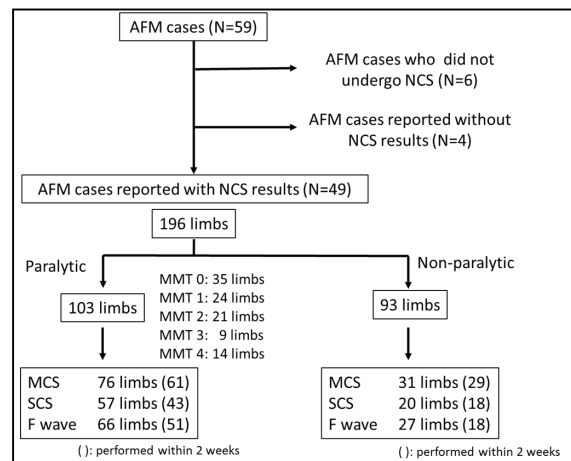 AFM cases (N=59)
AFM cases who did not
undergo NCS (N=6)
AFM cases reported without
NCS results (N=4)
AFM cases reported with NCS results (N=49)
196 limbs
Paralytic
Non-paralytic
MMT 0: 35 limbs
MMT 1: 24 limbs
MMT 2: 21 limbs
MMT 3: 9 limbs
MMT 4: 14 limbs
103 limbs
93 limbs
MCS 76 limbs (61)
SCS 57 limbs (43)
F wave 66 limbs (51)
( ): performed within 2 weeks
MCS 31 limbs (29)
SCS 20 limbs (18)
F wave 27 limbs (18)
( ): performed within 2 weeks